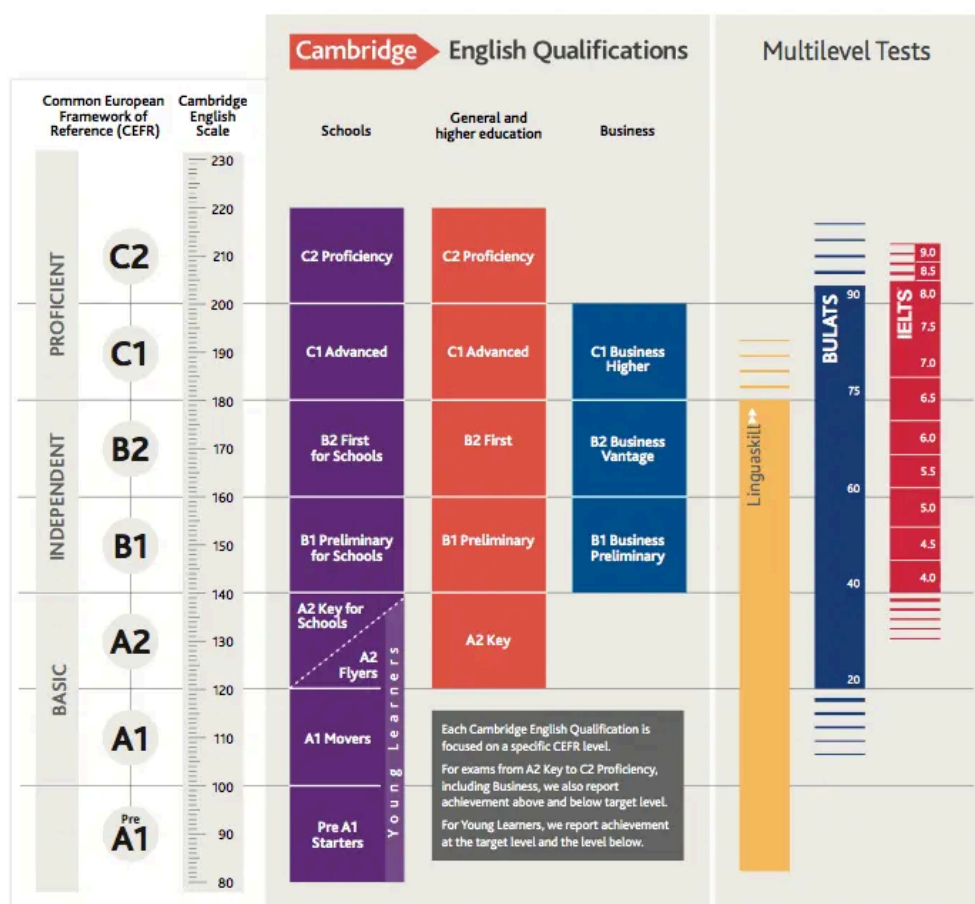 Cambridge English Qualifications
Multilevel Tests
Common European
Framework of
Reference (CEFR)
Cambridge
English
Scale
Schools
General and
higher education
Business
PROFICIENT
INDEPENDENT
BASIC
C2
C1
B2
B1
A2
A1
Pre
A1
230
220
210
200
190
180
170
160
150
140
130
120
110
100
90
80
C2 Proficiency
C1 Advanced
B2 First
for Schools
B1 Preliminary
for Schools
A2 Key for
Schools
A2
Flyers
A1 Movers
Pre A1
Starters
Young Learners
C2 Proficiency
C1 Advanced
B2 First
B1 Preliminary
A2 Key
C1 Business
Higher
B2 Business
Vantage
B1 Business
Preliminary
Each Cambridge English Qualification is
focused on a specific CEFR level.
For exams from A2 Key to C2 Proficiency,
including Business, we also report
achievement above and below target level.
For Young Learners, we report achievement
at the target level and the level below.
Linguaskill
BULATS
90
75
60
40
20
IELTS
9.0
8.5
8.0
7.5
7.0
6.5
6.0
5.5
5.0
4.5
4.0